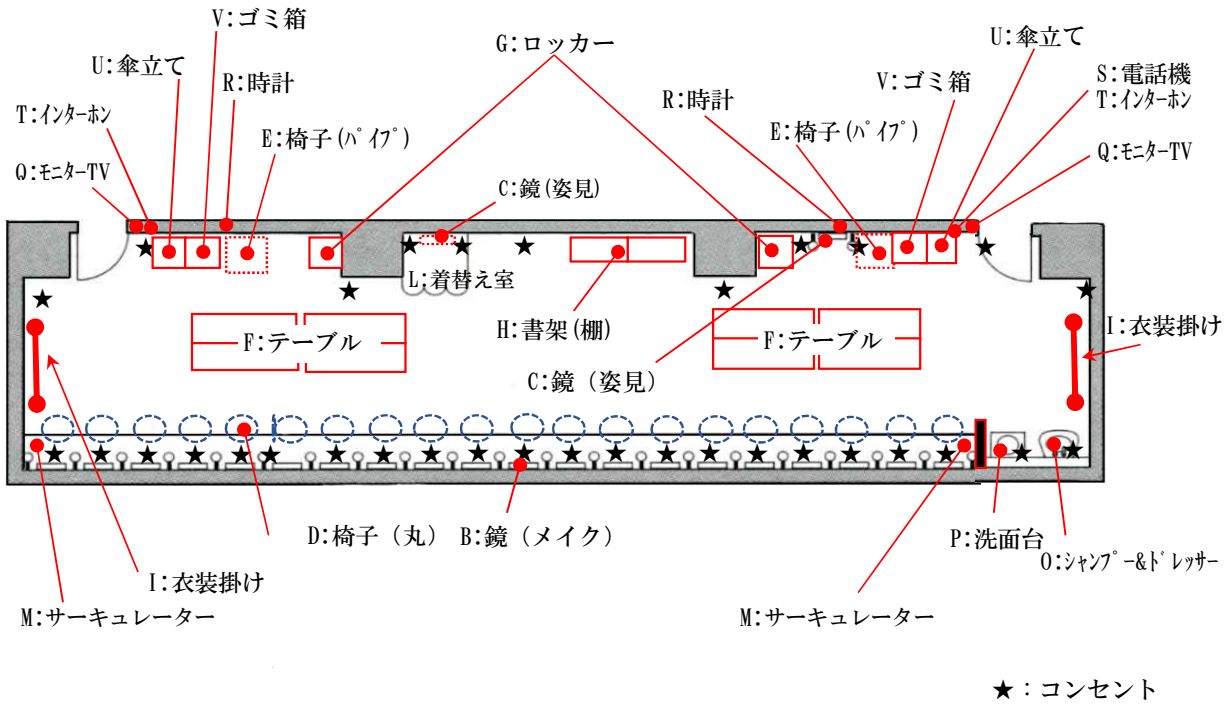 V:ゴミ箱
U:傘立て
G:ロッカー
U:傘立て
U:傘立て
R:時計
V:ゴミ箱
S:電話機
T:インターホン
R:時計
T:インターホン
E:椅子(パイプ)
E:椅子(パイプ)
Q:モニターTV
Q:モニターTV
C:鏡(姿見)
L:着替え室
H:書架(棚)
I:衣装掛け
F:テーブル
F:テーブル
C:鏡（姿見）
D:椅子（丸）
B:鏡（メイク）
P:洗面台
O:シャンプー&ドレッサー
I:衣装掛け
M:サーキュレーター
M:サーキュレーター
★：コンセント